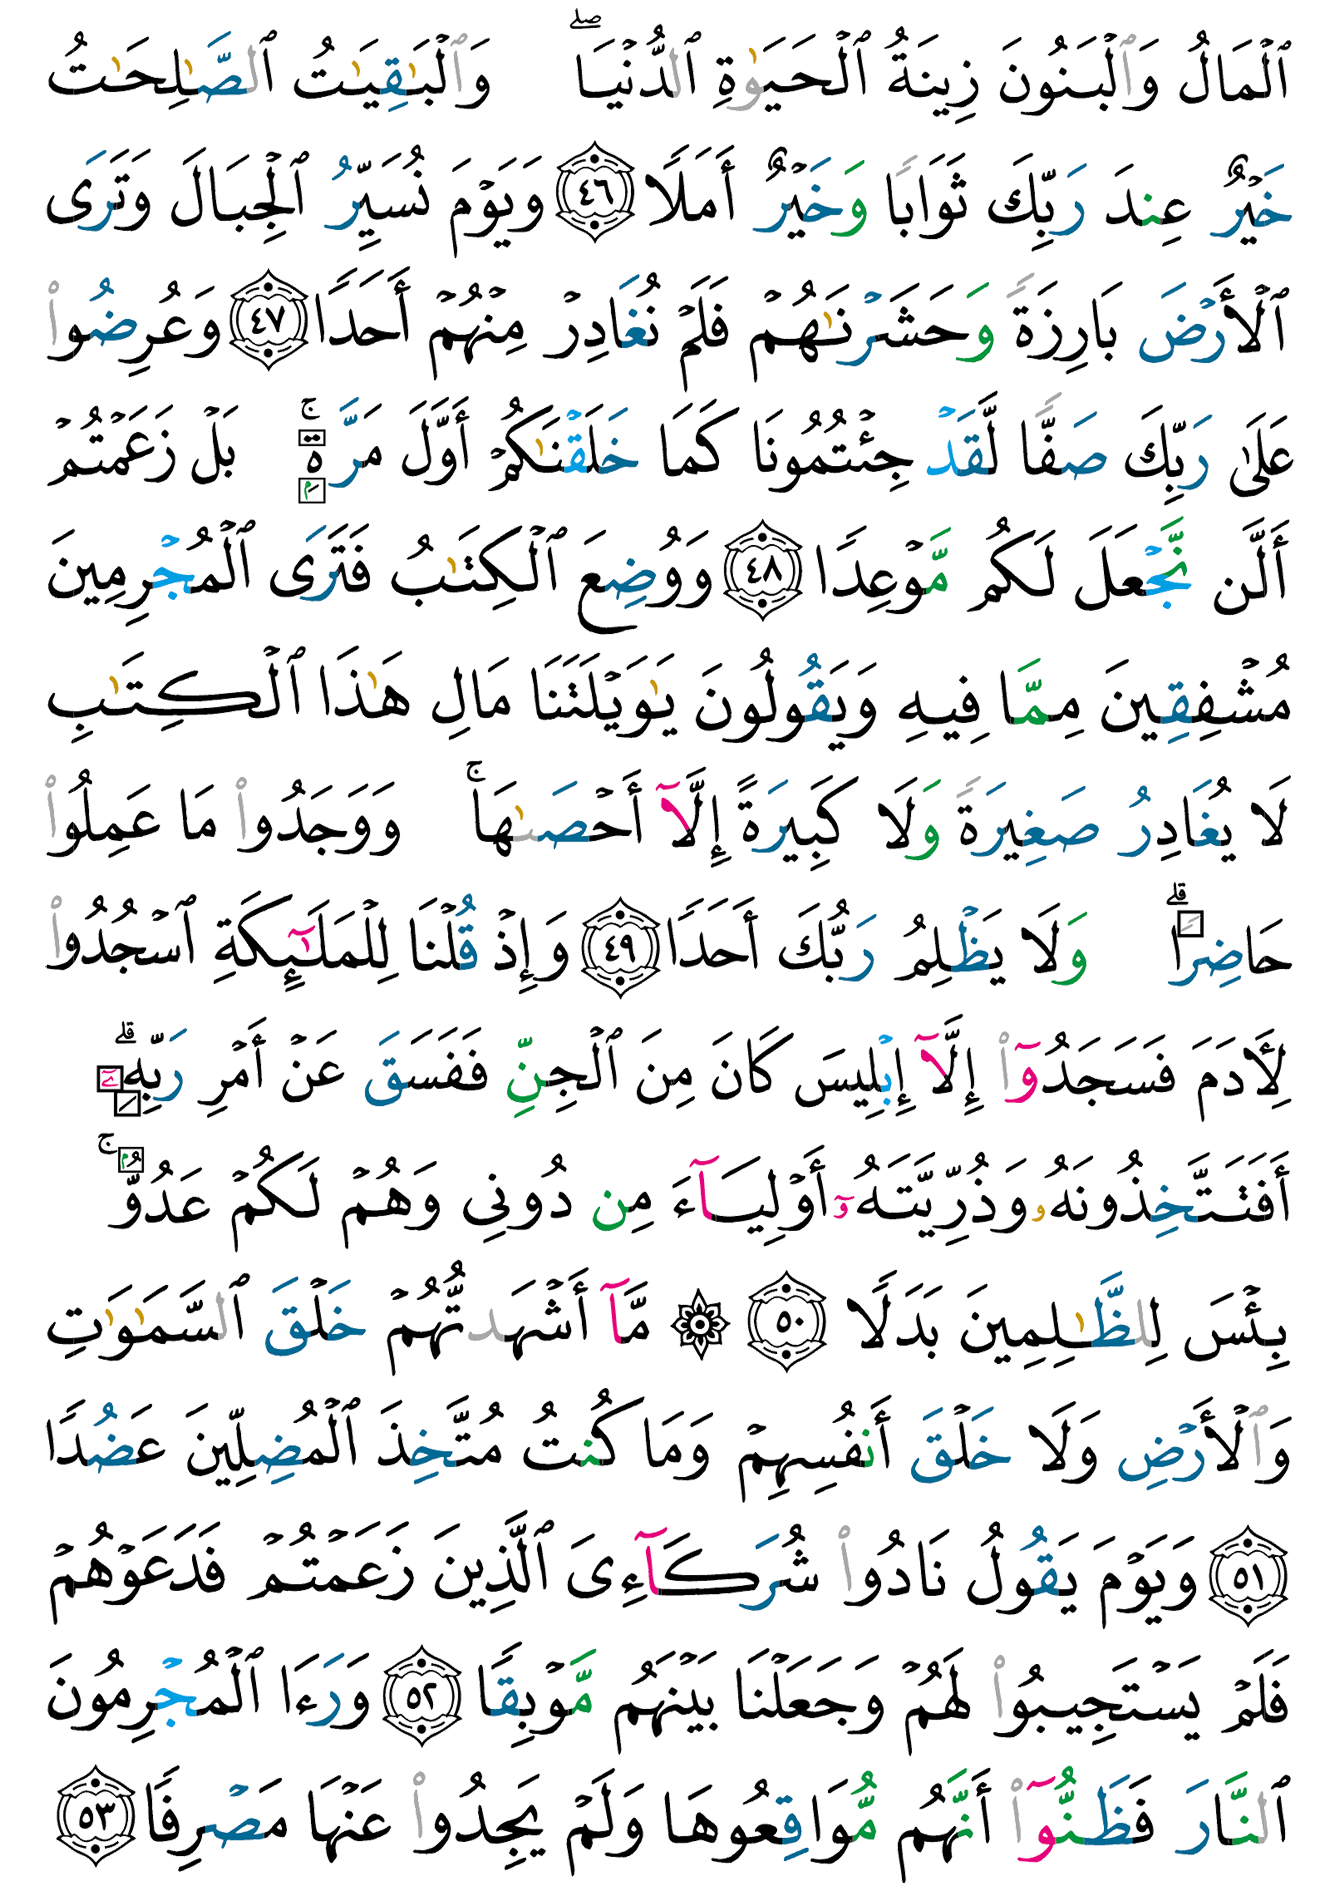 ٱلۡمَالُ وَٱلۡبَنُونَ زِينَةُ ٱلۡحَيَوٰةِ ٱلدُّنۡيَاۖ وَٱلۡبَٰقِيَٰتُ ٱلصَّٰلِحَٰتُ
خَيۡرٌ عِندَ رَبِّكَ ثَوَابٗا وَخَيۡرٌ أَمَلٗا ٤٦ وَيَوۡمَ نُسَيِّرُ ٱلۡجِبَالَ وَتَرَى
ٱلۡأَرۡضَ بَارِزَةٗ وَحَشَرۡنَٰهُمۡ فَلَمۡ نُغَادِرۡ مِنۡهُمۡ أَحَدٗا ٤٧ وَعُرِضُواْ
عَلَىٰ رَبِّكَ صَفّٗا لَّقَدۡ جِئۡتُمُونَا كَمَا خَلَقۡنَٰكُمۡ أَوَّلَ مَرَّةِۭۚ بَلۡ زَعَمۡتُمۡ
أَلَّن نَّجۡعَلَ لَكُم مَّوۡعِدٗا ٤٨ وَوُضِعَ ٱلۡكِتَٰبُ فَتَرَى ٱلۡمُجۡرِمِينَ
مُشۡفِقِينَ مِمَّا فِيهِ وَيَقُولُونَ يَٰوَيۡلَتَنَا مَالِ هَٰذَا ٱلۡكِتَٰبِ
لَا يُغَادِرُ صَغِيرَةٗ وَلَا كَبِيرَةً إِلَّآ أَحۡصَىٰهَاۚ وَوَجَدُواْ مَا عَمِلُواْ
حَاضِرٗاۗ وَلَا يَظۡلِمُ رَبُّكَ أَحَدٗا ٤٩ وَإِذۡ قُلۡنَا لِلۡمَلَٰٓئِكَةِ ٱسۡجُدُواْ
لِأٓدَمَ فَسَجَدُوٓاْ إِلَّآ إِبۡلِيسَ كَانَ مِنَ ٱلۡجِنِّ فَفَسَقَ عَنۡ أَمۡرِ رَبِّهِۦٓۗ
أَفَتَتَّخِذُونَهُۥ وَذُرِّيَّتَهُۥٓ أَوۡلِيَآءَ مِن دُونِي وَهُمۡ لَكُمۡ عَدُوُّۢۚ
بِئۡسَ لِلظَّٰلِمِينَ بَدَلٗا ٥٠ ۞ مَّآ أَشۡهَدتُّهُمۡ خَلۡقَ ٱلسَّمَٰوَٰتِ
وَٱلۡأَرۡضِ وَلَا خَلۡقَ أَنفُسِهِمۡ وَمَا كُنتُ مُتَّخِذَ ٱلۡمُضِلِّينَ عَضُدٗا
٥١ وَيَوۡمَ يَقُولُ نَادُواْ شُرَكَآءِيَ ٱلَّذِينَ زَعَمۡتُمۡ فَدَعَوۡهُمۡ
فَلَمۡ يَسۡتَجِيبُواْ لَهُمۡ وَجَعَلۡنَا بَيۡنَهُم مَّوۡبِقٗا ٥٢ وَرَءَا ٱلۡمُجۡرِمُونَ
ٱلنَّارَ فَظَنُّوٓاْ أَنَّهُم مُّوَاقِعُوهَا وَلَمۡ يَجِدُواْ عَنۡهَا مَصۡرِفٗا ٥٣